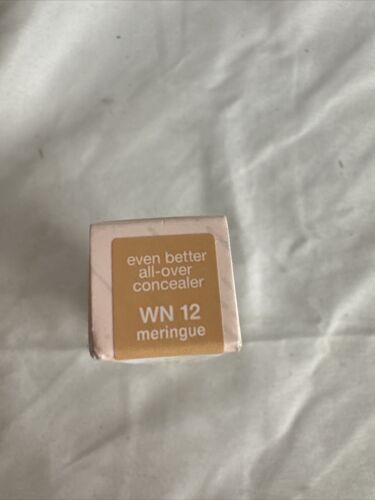 even better
all-over
concealer
WN 12
meringue